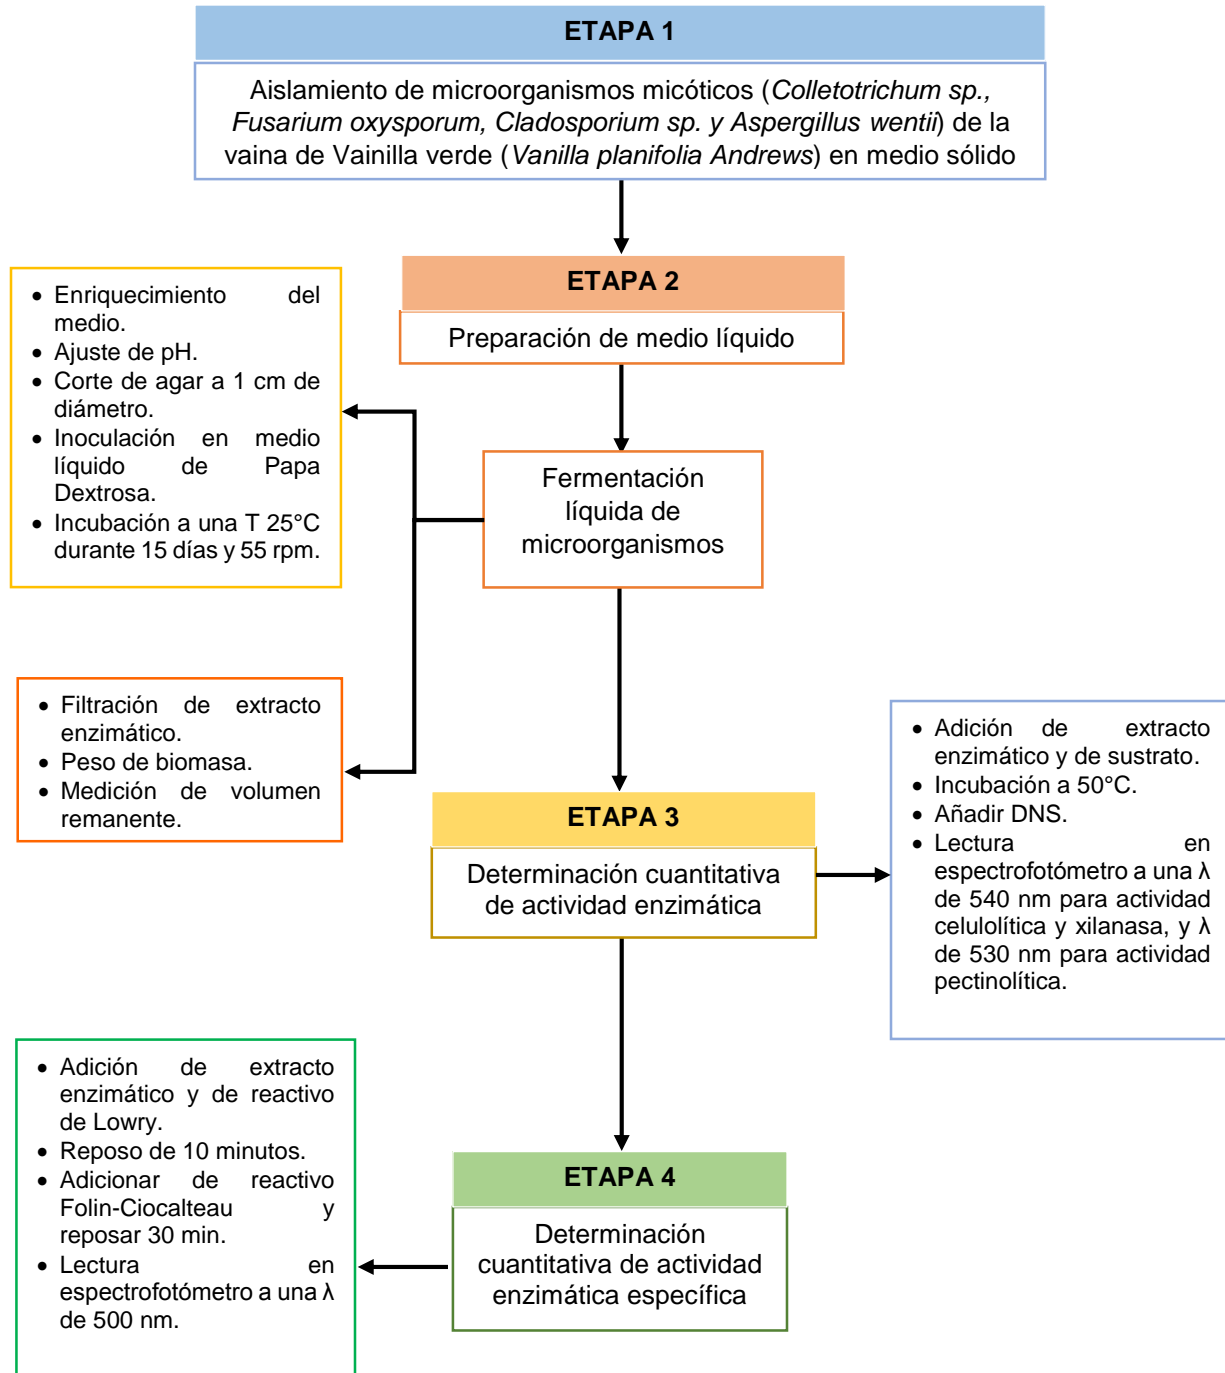 ETAPA 1
Aislamiento de microorganismos micóticos (Colletotrichum sp.,
Fusarium oxysporum, Cladosporium sp. y Aspergillus wentii) de la
vaina de Vainilla verde (Vanilla planifolia Andrews) en medio sólido
ETAPA 2
Preparación de medio líquido
• Enriquecimiento del
medio.
• Ajuste de pH.
• Corte de agar a 1 cm de
diámetro.
• Inoculación en medio
líquido de Papa
Dextrosa.
• Incubación a una T 25°C
durante 15 días y 55 rpm.
Fermentación
líquida de
microorganismos
• Filtración de extracto
enzimático.
• Peso de biomasa.
• Medición de volumen
remanente.
ETAPA 3
Determinación cuantitativa
de actividad enzimática
• Adición de extracto
enzimático y de sustrato.
• Incubación a 50°C.
• Añadir DNS.
• Lectura en
espectrofotómetro a una λ
de 540 nm para actividad
celulolítica y xilanasa, y λ
de 530 nm para actividad
pectinolítica.
• Adición de extracto
enzimático y de reactivo
de Lowry.
• Reposo de 10 minutos.
• Adicionar de reactivo
Folin-Ciocalteau y
reposar 30 min.
• Lectura en
espectrofotómetro a una λ
de 500 nm.
ETAPA 4
Determinación
cuantitativa de actividad
enzimática específica